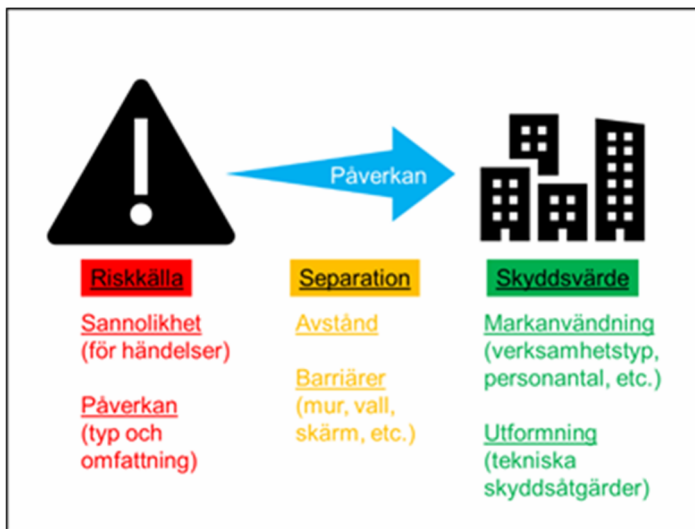 Påverkan
Riskkälla
Sannolikhet
(för händelser)
Påverkan
(typ och
omfattning)
Separation
Avstånd
Barriärer
(mur, vall,
skärm, etc.)
Skyddsvärde
Markanvändning
(verksamhetstyp,
personantal, etc.)
Utformning
(tekniska
skyddsåtgärder)